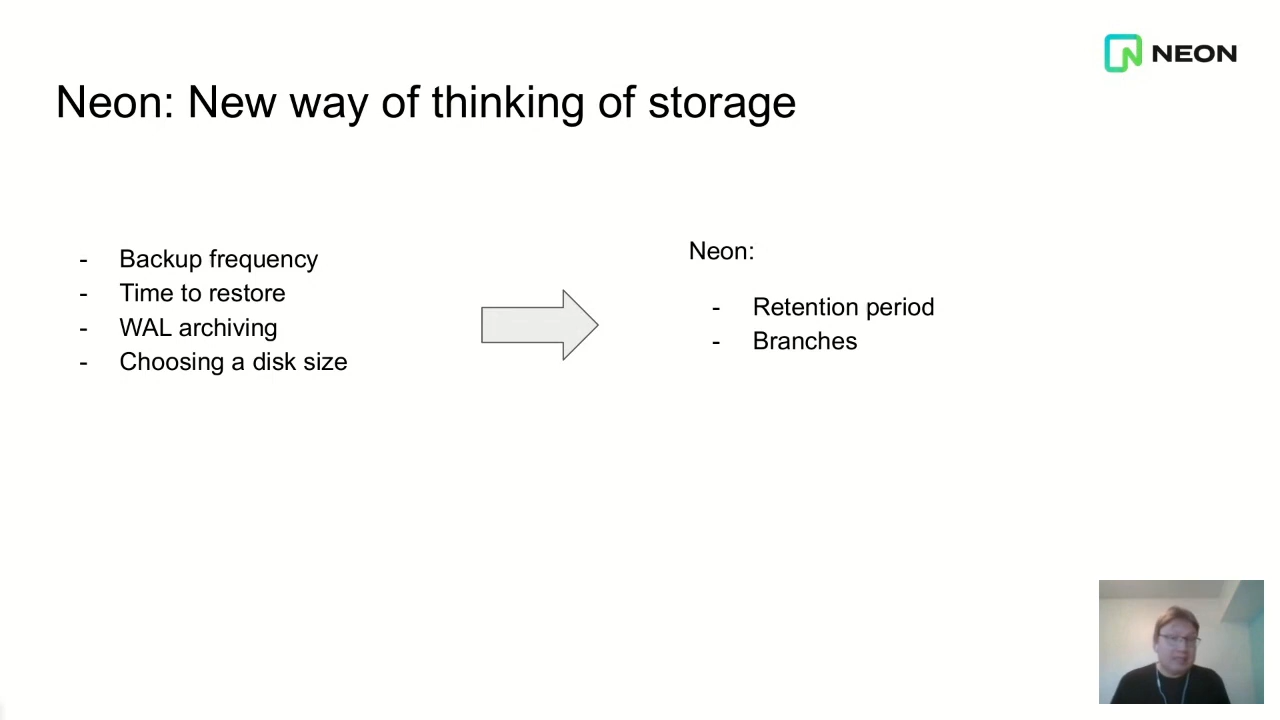 NEON
Neon: New way of thinking of storage
- Backup frequency
- Time to restore
- WAL archiving
- Choosing a disk size
Neon:
- Retention period
- Branches